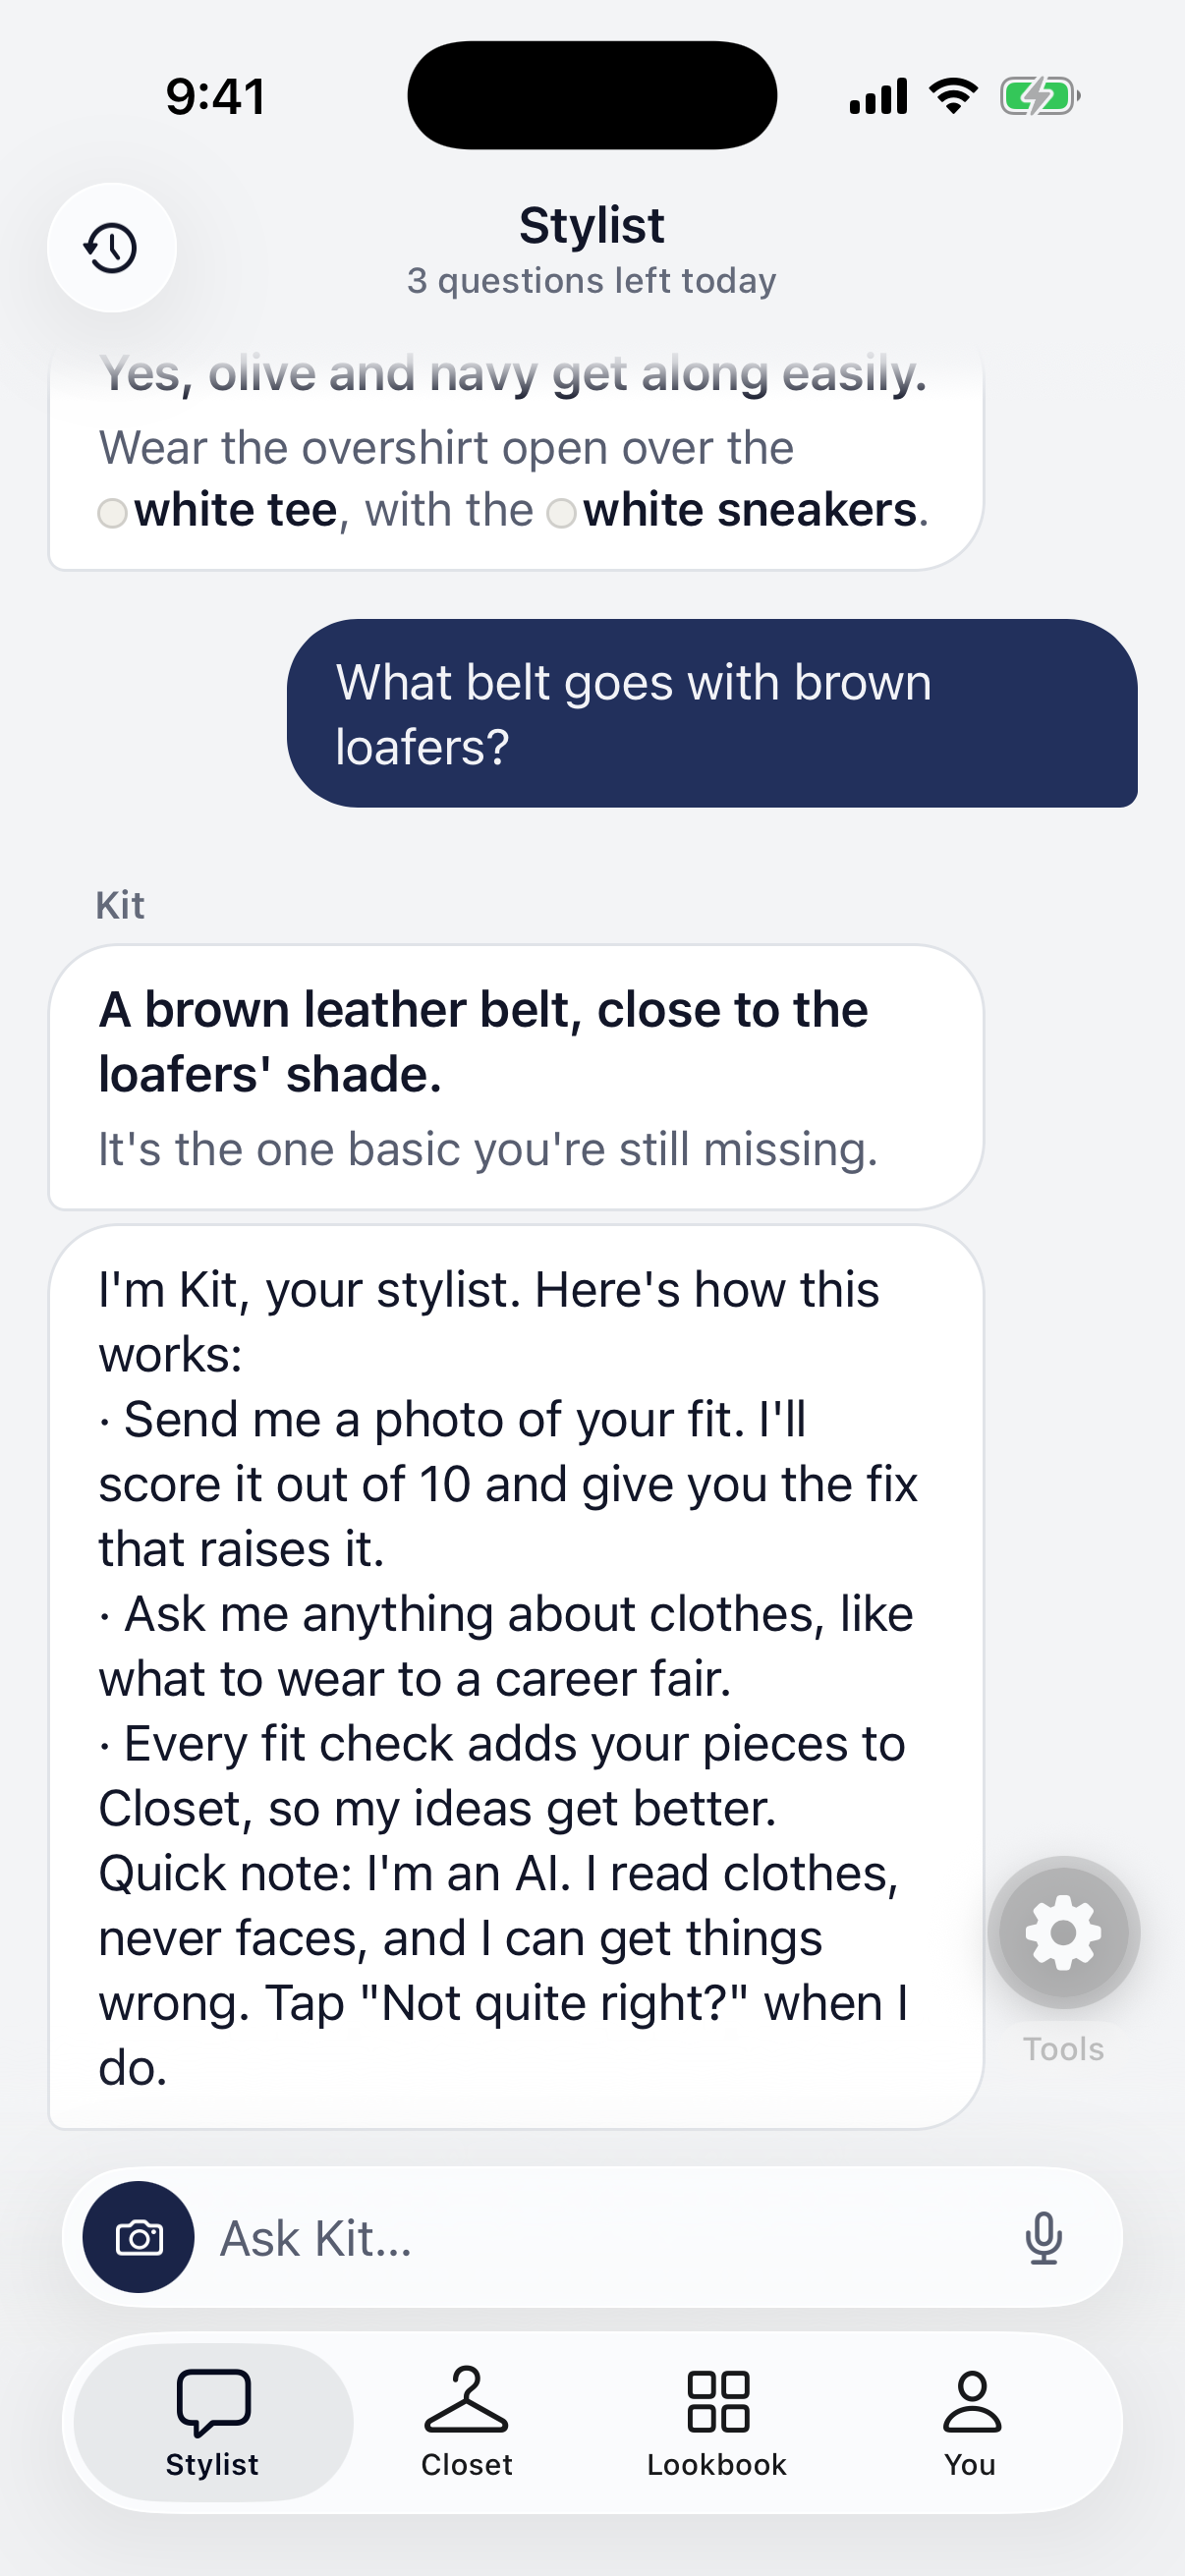 9:41
Stylist
3 questions left today
Yes, olive and navy get along easily.
Wear the overshirt open over the
white tee, with the white sneakers.
What belt goes with brown
loafers?
Kit
A brown leather belt, close to the
loafers' shade.
It's the one basic you're still missing.
I'm Kit, your stylist. Here's how this
works:
· Send me a photo of your fit. I'll
score it out of 10 and give you the fix
that raises it.
· Ask me anything about clothes, like
what to wear to a career fair.
· Every fit check adds your pieces to
Closet, so my ideas get better.
Quick note: I'm an AI. I read clothes,
never faces, and I can get things
wrong. Tap "Not quite right?" when I
do.
Tools
Ask Kit...
Stylist
Closet
Lookbook
You